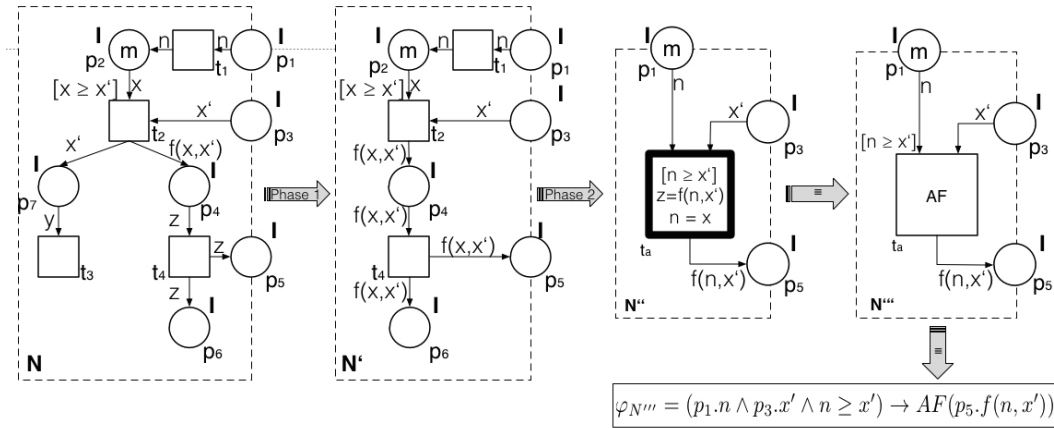 I I I I I I
n n n n
m m m m
p2 t1 p1 p2 t1 p1 p1 p1
[x ≥ x‘] x I [x ≥ x‘] x I n I n I
x‘ x‘ x‘ x‘
t2 p3 t2 p3 p3 p3
x‘ f(x,x‘) f(x,x‘) [n ≥ x‘]
I I I [n ≥ x‘]
Phase 1 Phase 2 z=f(n,x‘) ≡ AF
p7 p4 p4 n = x
y z I f(x,x‘) f(x,x‘) I ta I ta I
z
t3 t4 p5 t4 p5 f(n,x‘) p5 f(n,x‘) p5
z f(x,x‘)
I I N‘‘ N‘‘‘
N p6 N‘ p6 ≡
φN′′′ = (p1.n ∧ p3.x′ ∧ n ≥ x′) → AF(p5.f(n, x′))